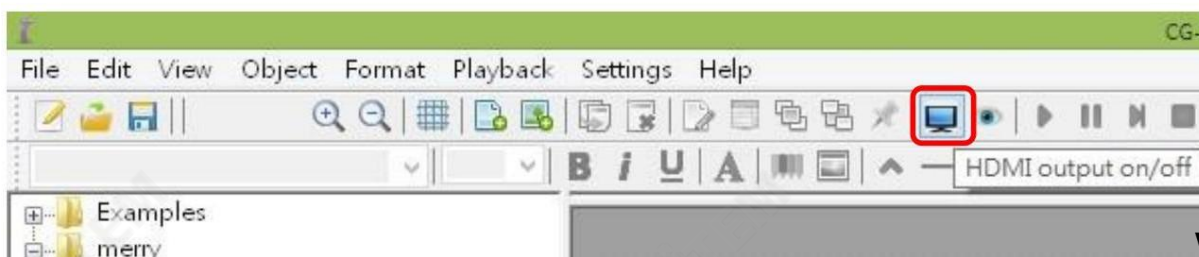 CG-
File Edit View Object Format Playback Settings Help
B i U A
HDMI output on/off
Examples
merry